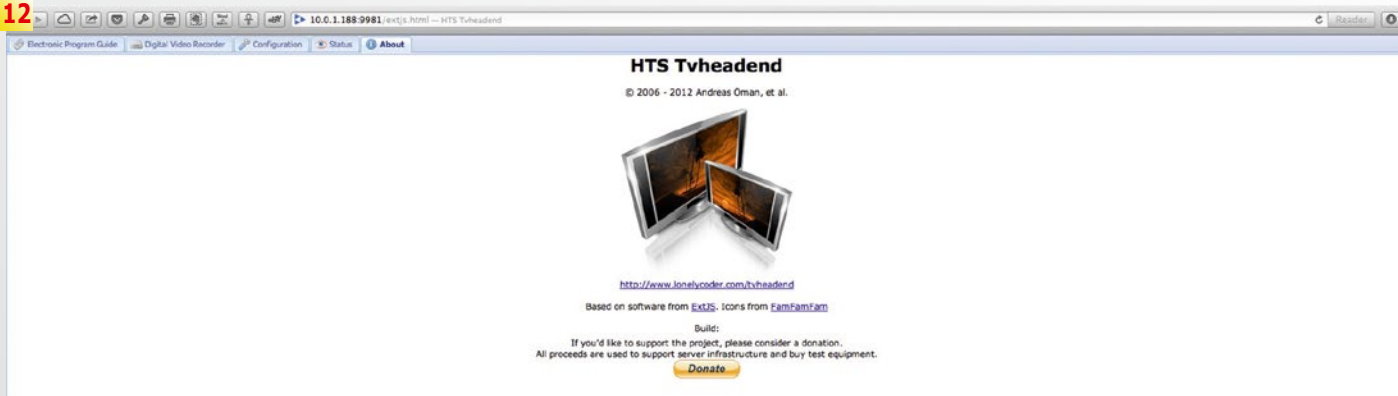 12
10.0.1.188:9981/extjs.html — HTS Tvheadend
Reader
Electronic Program Guide Digital Video Recorder Configuration Status About
HTS Tvheadend
© 2006 - 2012 Andreas Öman, et al.
http://www.lonelycoder.com/tvheadend
Based on software from ExtJS. Icons from FamFamFam
Build:
If you'd like to support the project, please consider a donation.
All proceeds are used to support server infrastructure and buy test equipment.
Donate